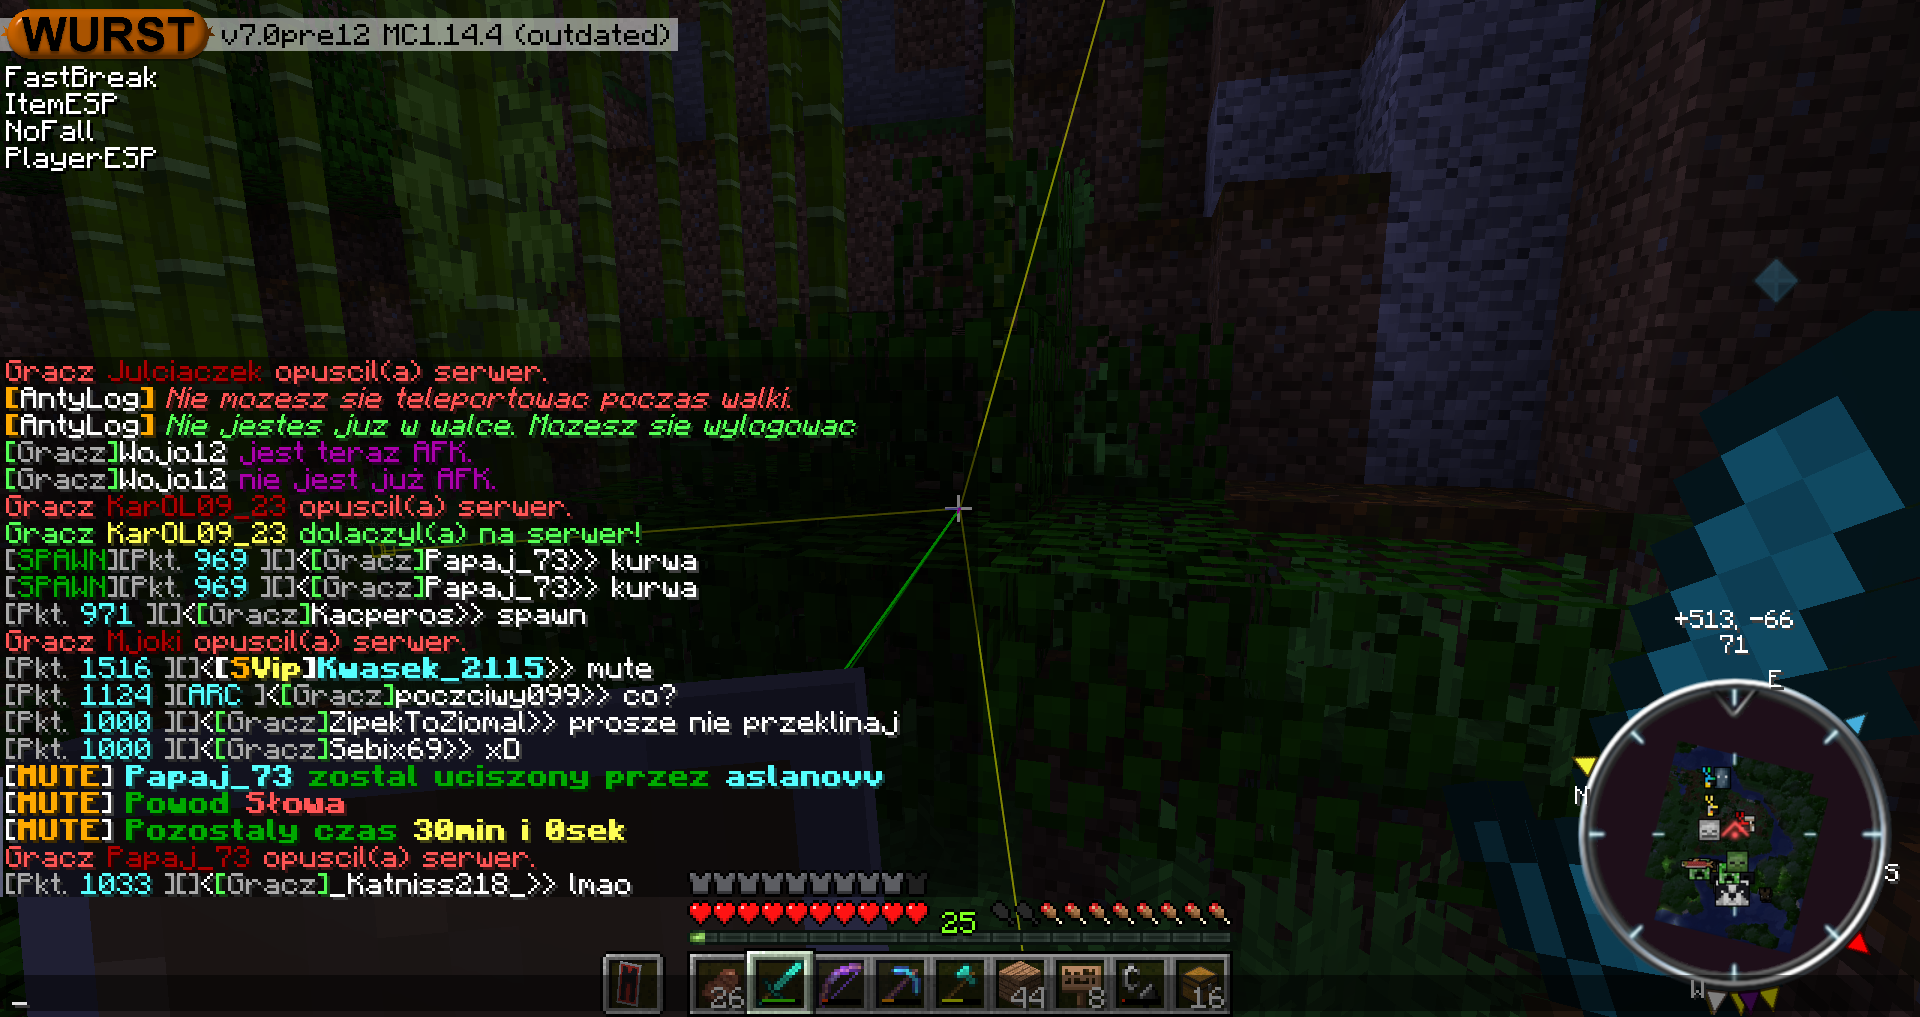 WURST v7.0pre12 MC1.14.4 (outdated)
FastBreak
ItemESP
NoFall
PlayerESP
Gracz Julciaczek opuscil(a) serwer.
[AntyLog] Nie mozesz sie teleportowac poczas walki.
[AntyLog] Nie jestes juz w walce. Mozesz sie wylogowac
[Gracz]Wojo12 jest teraz AFK.
[Gracz]Wojo12 nie jest już AFK.
Gracz KarOL09_23 opuscil(a) serwer.
Gracz KarOL09_23 dolaczyl(a) na serwer!
[SPAWN][Pkt. 969 ][]<[Gracz]Papaj_73>> kurwa
[SPAWN][Pkt. 969 ][]<[Gracz]Papaj_73>> kurwa
[Pkt. 971 ][]<[Gracz]Kacperos>> spawn
Gracz Mjoki opuscil(a) serwer.
[Pkt. 1516 ][]<[SVip]Kwasek_2115>> mute
[Pkt. 1124 ][ARC ]<[Gracz]poczciwy099>> co?
[Pkt. 1000 ][]<[Gracz]ZipekToZiomal>> prosze nie przeklinaj
[Pkt. 1000 ][]<[Gracz]Sebix69>> xD
[MUTE] Papaj_73 zostal uciszony przez aslanovv
[MUTE] Powod Słowa
[MUTE] Pozostaly czas 30min i 0sek
Gracz Papaj_73 opuscil(a) serwer.
[Pkt. 1033 ][]<[Gracz]_Katniss218_>> lmao
+513, -66
71
E
N
S
W
25
26
44
8
16
_